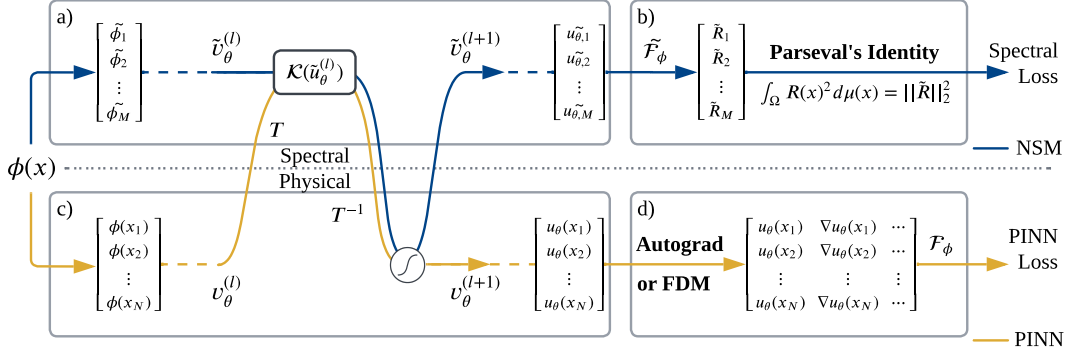 a)
[ϕ̃_1
ϕ̃_2
⋮
ϕ̃_M]
ṽ_θ^(l)
𝒦(ũ_θ^(l))
ṽ_θ^(l+1)
[ũ_θ,1
ũ_θ,2
⋮
ũ_θ,M]
b)
ℱ̃_ϕ
[R̃_1
R̃_2
⋮
R̃_M]
Parseval's Identity
∫_Ω R(x)^2 dμ(x) = ||R̃||_2^2
Spectral
Loss
T
NSM
ϕ(x)
Spectral
Physical
c)
[ϕ(x_1)
ϕ(x_2)
⋮
ϕ(x_N)]
v_θ^(l)
T^-1
v_θ^(l+1)
[u_θ(x_1)
u_θ(x_2)
⋮
u_θ(x_N)]
d)
Autograd
or FDM
[u_θ(x_1) ∇u_θ(x_1) ⋯
u_θ(x_2) ∇u_θ(x_2) ⋯
⋮ ⋮ ⋮
u_θ(x_N) ∇u_θ(x_N) ⋯]
ℱ_ϕ
PINN
Loss
PINN